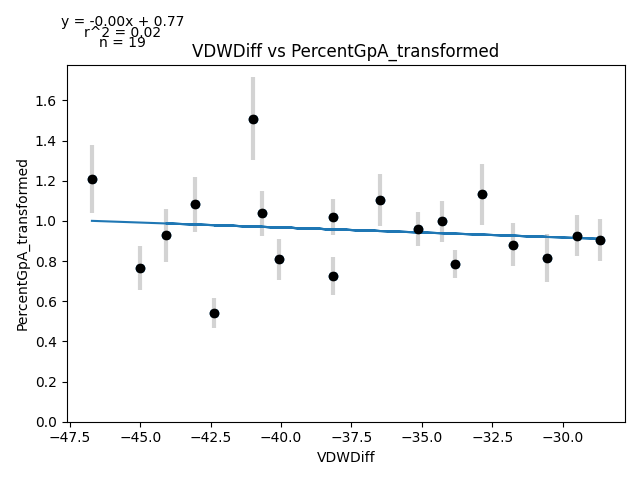 y = -0.00x + 0.77
r^2 = 0.02
n = 19
VDWDiff vs PercentGpA_transformed
PercentGpA_transformed
1.6
1.4
1.2
1.0
0.8
0.6
0.4
0.2
0.0
−47.5 −45.0 −42.5 −40.0 −37.5 −35.0 −32.5 −30.0
VDWDiff